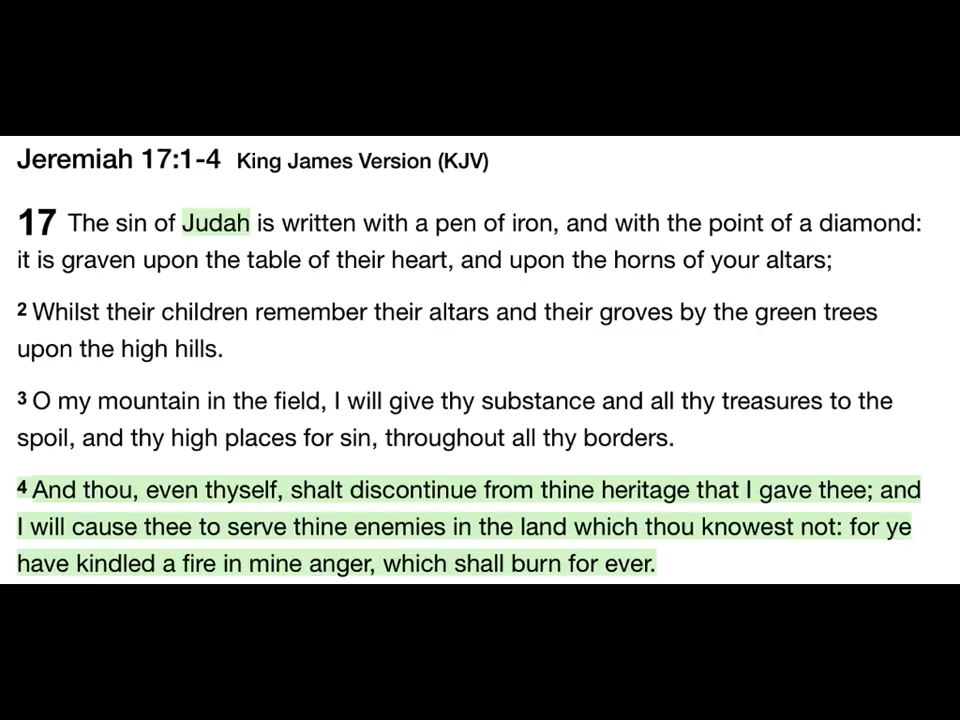 Jeremiah 17:1-4 King James Version (KJV)
17 The sin of Judah is written with a pen of iron, and with the point of a diamond:
it is graven upon the table of their heart, and upon the horns of your altars;
2 Whilst their children remember their altars and their groves by the green trees
upon the high hills.
3 O my mountain in the field, I will give thy substance and all thy treasures to the
spoil, and thy high places for sin, throughout all thy borders.
4 And thou, even thyself, shalt discontinue from thine heritage that I gave thee; and
I will cause thee to serve thine enemies in the land which thou knowest not: for ye
have kindled a fire in mine anger, which shall burn for ever.